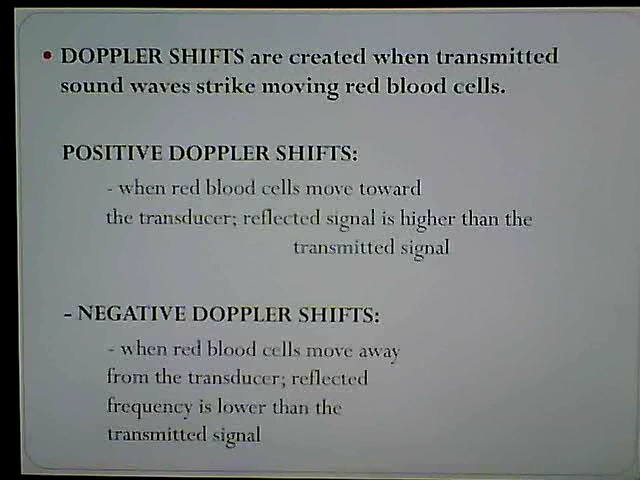 • DOPPLER SHIFTS are created when transmitted
sound waves strike moving red blood cells.
POSITIVE DOPPLER SHIFTS:
- when red blood cells move toward
the transducer; reflected signal is higher than the
transmitted signal
- NEGATIVE DOPPLER SHIFTS:
- when red blood cells move away
from the transducer; reflected
frequency is lower than the
transmitted signal